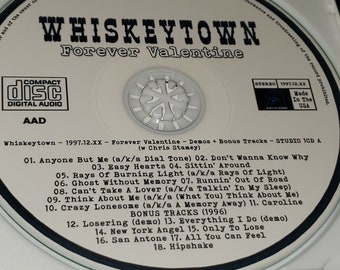 WHISKEYTOWN
Forever Valentine
COMPACT
disc
DIGITAL AUDIO
AAD
STEREO 1997.12.XX
Made In
The USA
Whiskeytown - 1997.12.XX - Forever Valentine - Demos + Bonus Tracks - STUDIO 1CD A
(w Chris Stamey)
01. Anyone But Me (a/k/a Dial Tone) 02. Don't Wanna Know Why
03. Easy Hearts 04. Sittin' Around
05. Rays Of Burning Light (a/k/a Rays Of Light)
06. Ghost Without Memory 07. Runnin' Out Of Road
08. Can't Take A Lover (a/k/a Talkin' In My Sleep)
09. Think About Me (a/k/a (What You) Think About Me)
10. Crazy Lonesome (a/k/a A Memory Away) 11. Caroline
BONUS TRACKS (1996)
12. Losering (demo) 13. Everything I Do (demo)
14. New York Angel 15. Only To Lose
16. San Antone 17. All You Can Feel
18. Hipshake